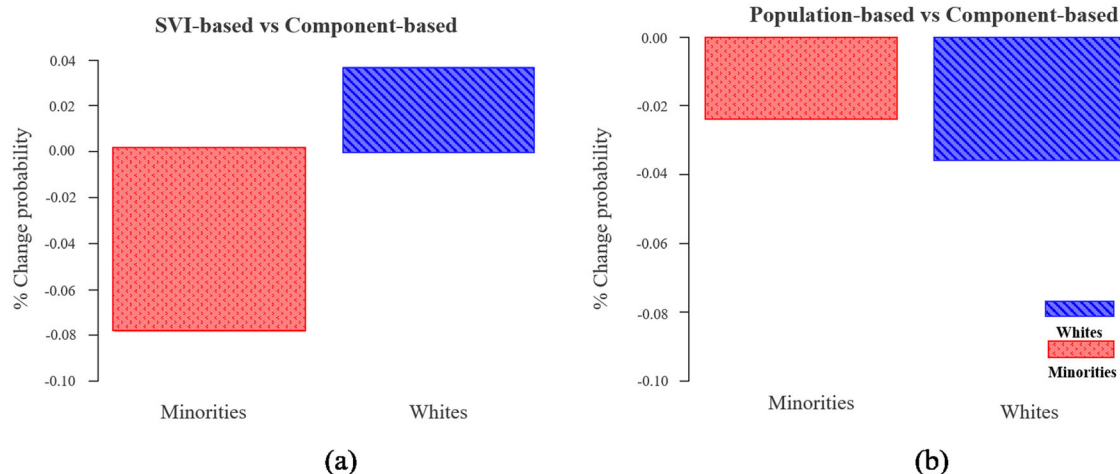 SVI-based vs Component-based
% Change probability
0.04
0.02
0.00
-0.02
-0.04
-0.06
-0.08
-0.10
Minorities Whites
(a)
Population-based vs Component-based
% Change probability
0.00
-0.02
-0.04
-0.06
-0.08
-0.10
Whites
Minorities
Minorities Whites
(b)